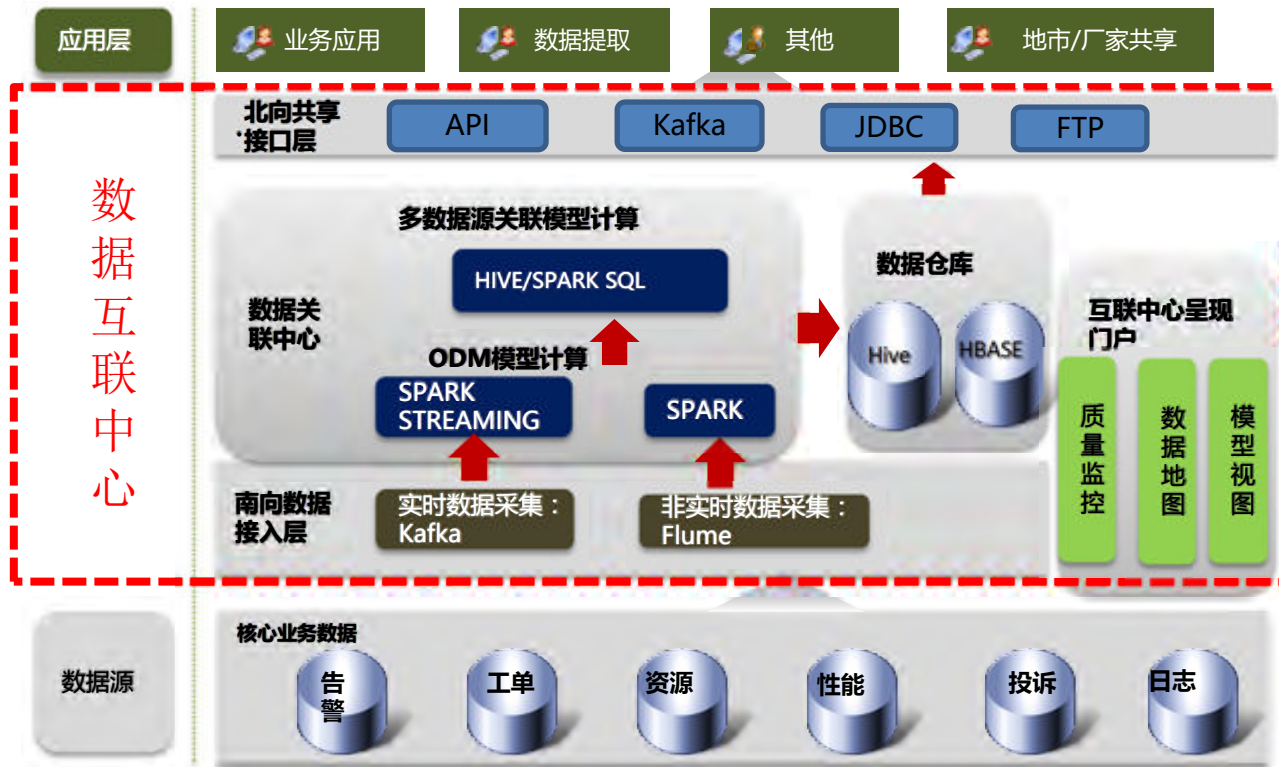 应用层
业务应用
数据提取
其他
地市/厂家共享
数据互联中心
北向共享
接口层
API
Kafka
JDBC
FTP
多数据源关联模型计算
HIVE/SPARK SQL
数据关
联中心
ODM模型计算
SPARK
STREAMING
SPARK
数据仓库
Hive
HBASE
互联中心呈现
门户
质量监控
数据地图
模型视图
南向数据
接入层
实时数据采集：
Kafka
非实时数据采集：
Flume
数据源
核心业务数据
告
警
工单
资源
性能
投诉
日志